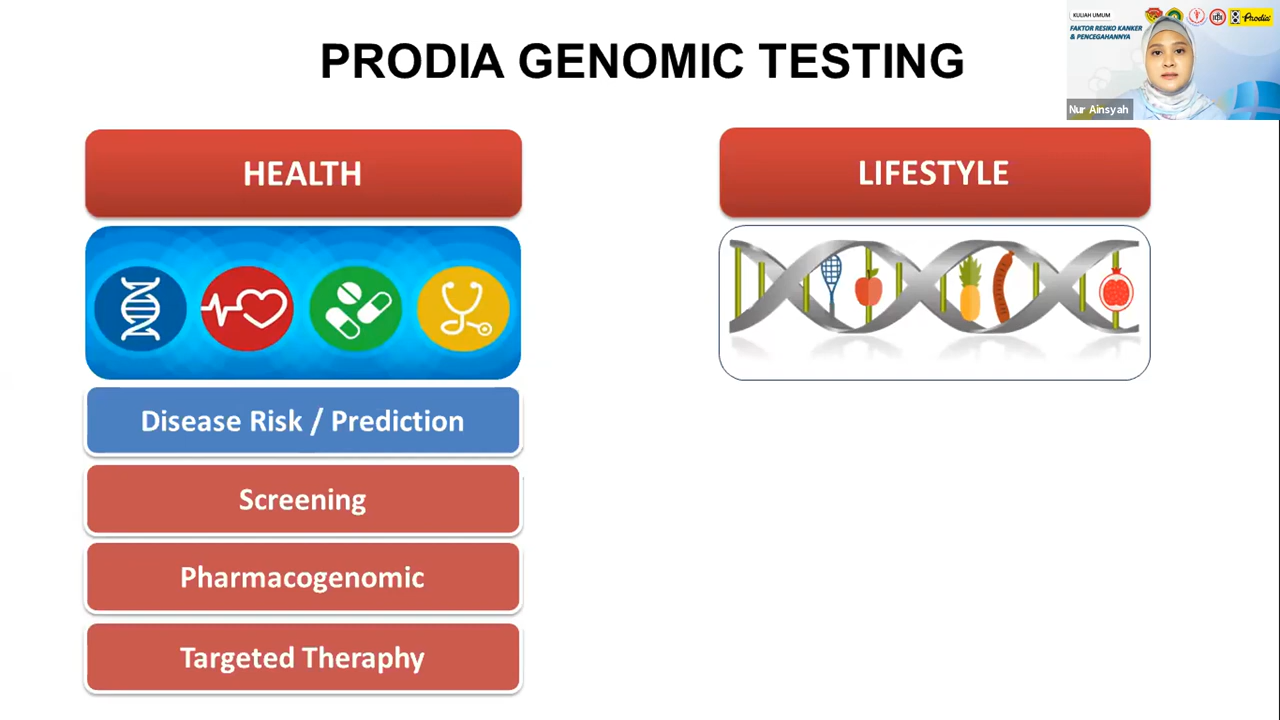 PRODIA GENOMIC TESTING
KULIAH UMUM
FAKTOR RESIKO KANKER
& PENCEGAHANNYA
Prodia
Nur Ainsyah
HEALTH
LIFESTYLE
Disease Risk / Prediction
Screening
Pharmacogenomic
Targeted Theraphy